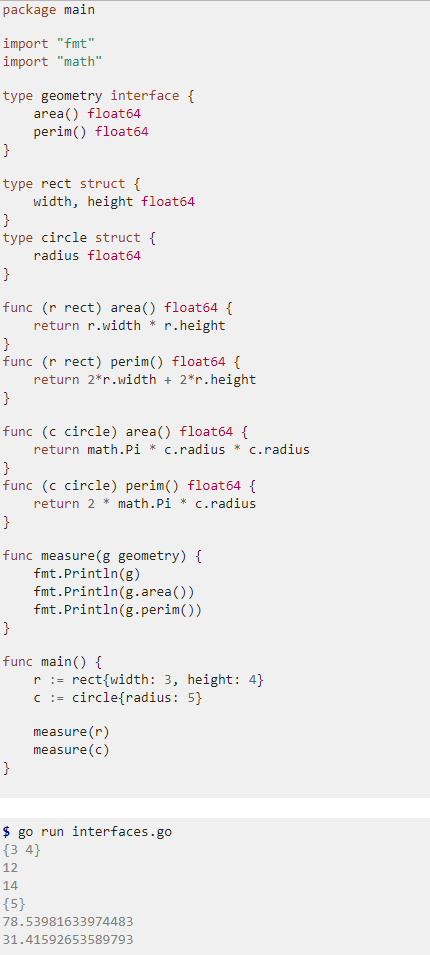 package main
import "fmt"
import "math"
type geometry interface {
area() float64
perim() float64
}
type rect struct {
width, height float64
}
type circle struct {
radius float64
}
func (r rect) area() float64 {
return r.width * r.height
}
func (r rect) perim() float64 {
return 2*r.width + 2*r.height
}
func (c circle) area() float64 {
return math.Pi * c.radius * c.radius
}
func (c circle) perim() float64 {
return 2 * math.Pi * c.radius
}
func measure(g geometry) {
fmt.Println(g)
fmt.Println(g.area())
fmt.Println(g.perim())
}
func main() {
r := rect{width: 3, height: 4}
c := circle{radius: 5}
measure(r)
measure(c)
}
$ go run interfaces.go
{3 4}
12
14
{5}
78.53981633974483
31.41592653589793